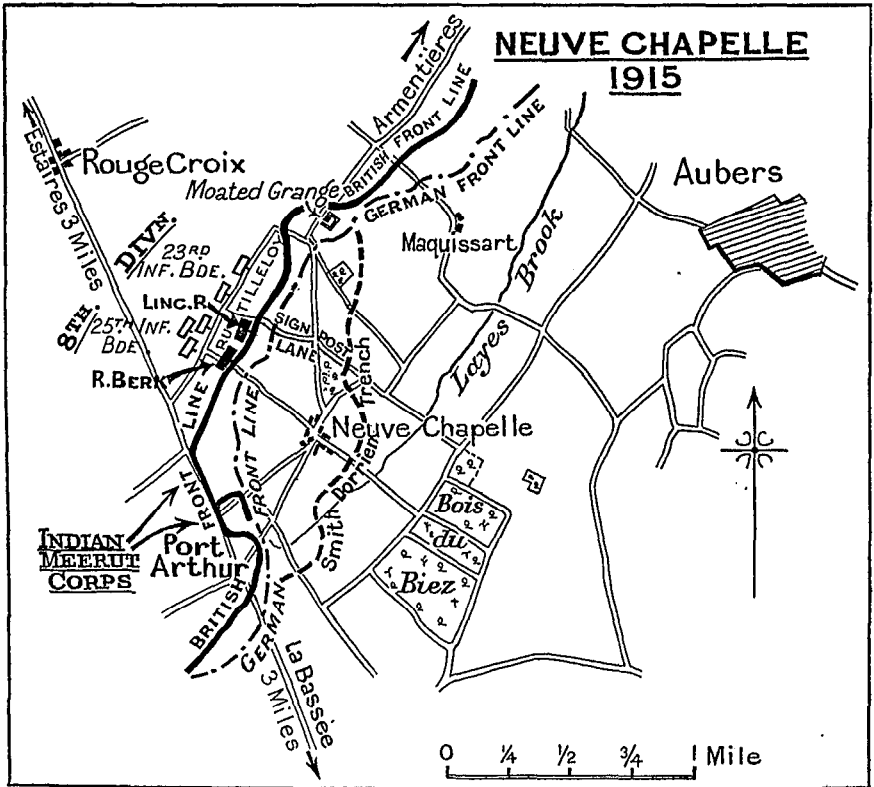 NEUVE CHAPELLE
1915
Armentières
BRITISH FRONT LINE
GERMAN FRONT LINE
Estaires 3 Miles
Rouge Croix
Moated Grange
Aubers
Maquissart
8TH. DIVN.
23RD
INF. BDE.
25TH INF.
BDE
LINC. R.
R. BERK
TILLELOY
SIGN POST
LANE
Layes Brook
Neuve Chapelle
Smith Dorrien Trench
BRITISH FRONT LINE
GERMAN FRONT LINE
INDIAN
MEERUT
CORPS
Port
Arthur
Bois
du
Biez
La Bassée
3 Miles
0 1/4 1/2 3/4 1 Mile